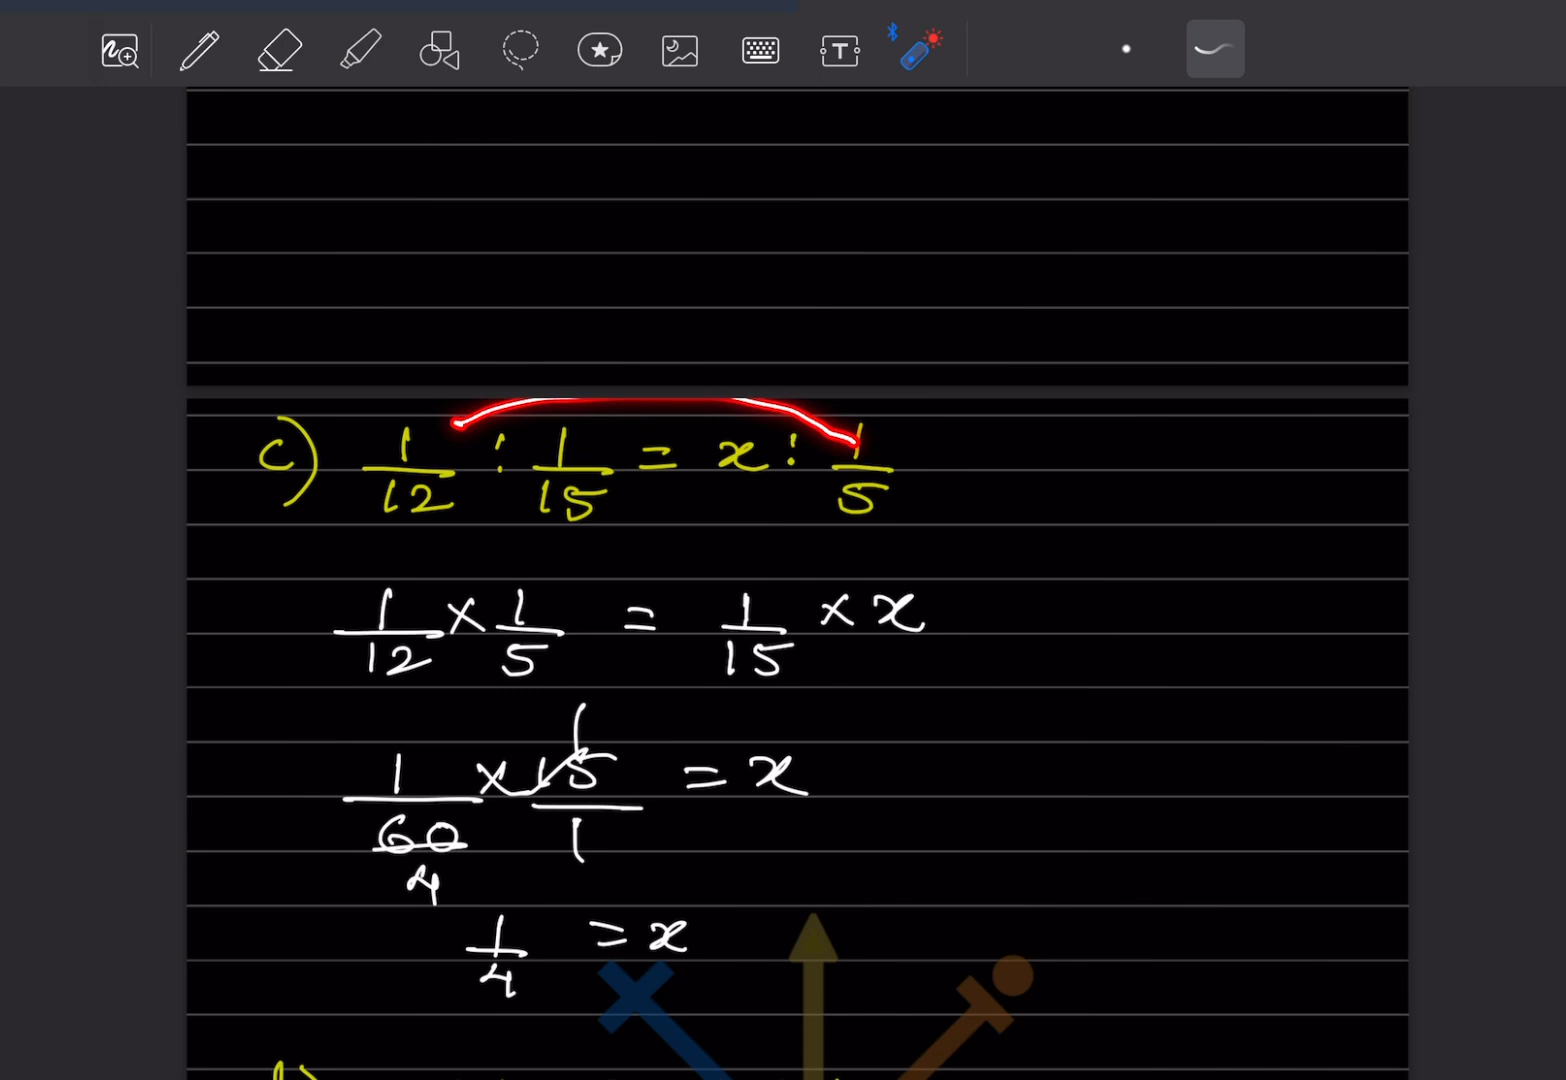 c) 1/12 : 1/15 = x : 1/5
1/12 × 1/5 = 1/15 × x
1/60 4 × 15 1/1 = x
1/4 = x